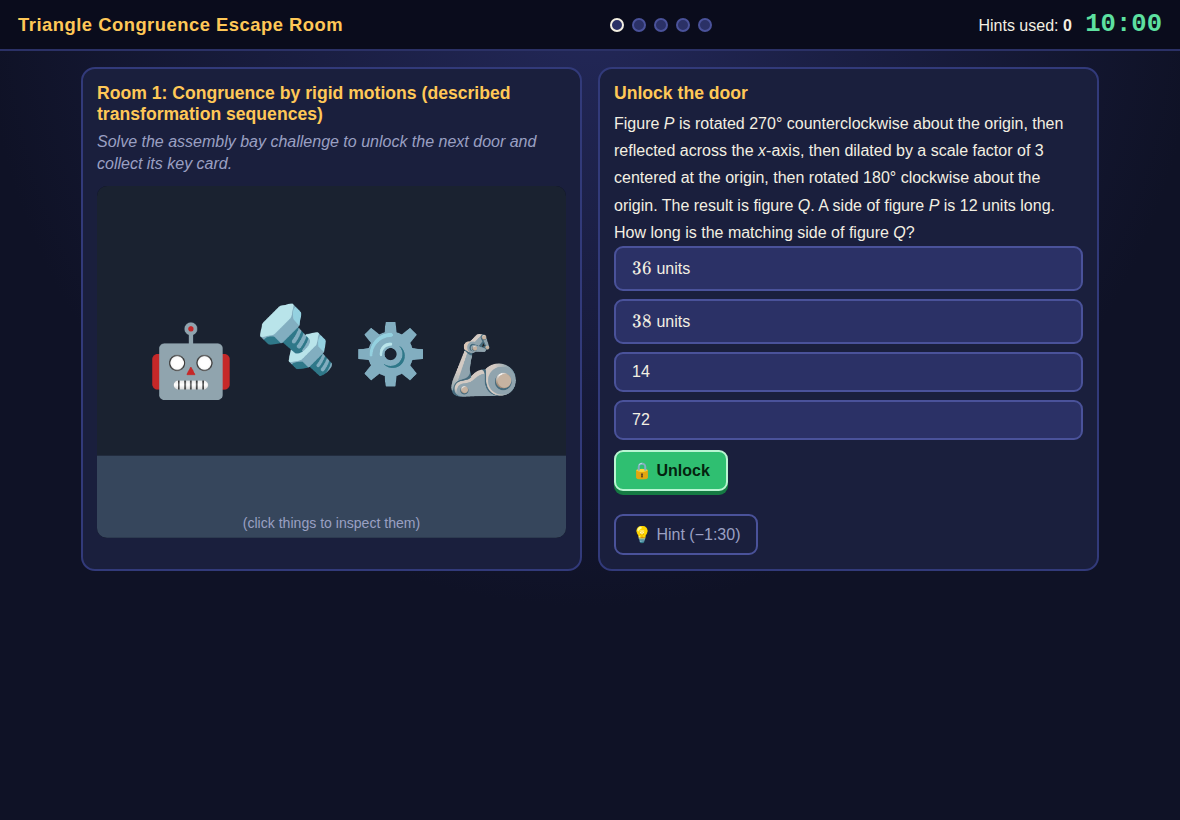 Triangle Congruence Escape Room
Hints used: 0 10:00
Room 1: Congruence by rigid motions (described
transformation sequences)
Solve the assembly bay challenge to unlock the next door and
collect its key card.
(click things to inspect them)
Unlock the door
Figure P is rotated 270° counterclockwise about the origin, then
reflected across the x-axis, then dilated by a scale factor of 3
centered at the origin, then rotated 180° clockwise about the
origin. The result is figure Q. A side of figure P is 12 units long.
How long is the matching side of figure Q?
36 units
38 units
14
72
🔒 Unlock
💡 Hint (−1:30)